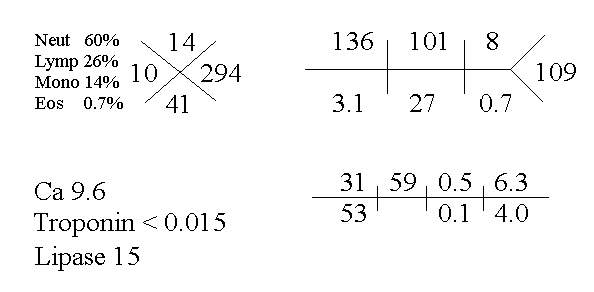 Neut 60%
Lymp 26%
Mono 14%
Eos 0.7%
14
10 294
41
136 101 8
109
3.1 27 0.7
Ca 9.6
Troponin < 0.015
Lipase 15
31 59 0.5 6.3
53 0.1 4.0